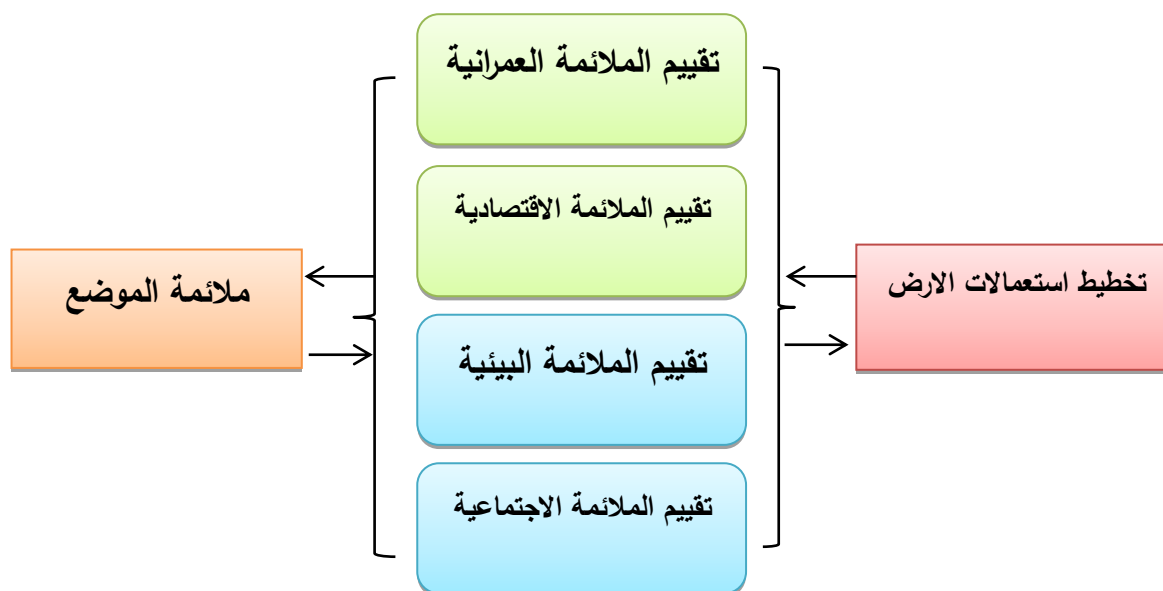 تقييم الملائمة العمرانية
تقييم الملائمة الاقتصادية
تخطيط استعمالات الارض
ملائمة الموضع
تقييم الملائمة البيئية
تقييم الملائمة الاجتماعية